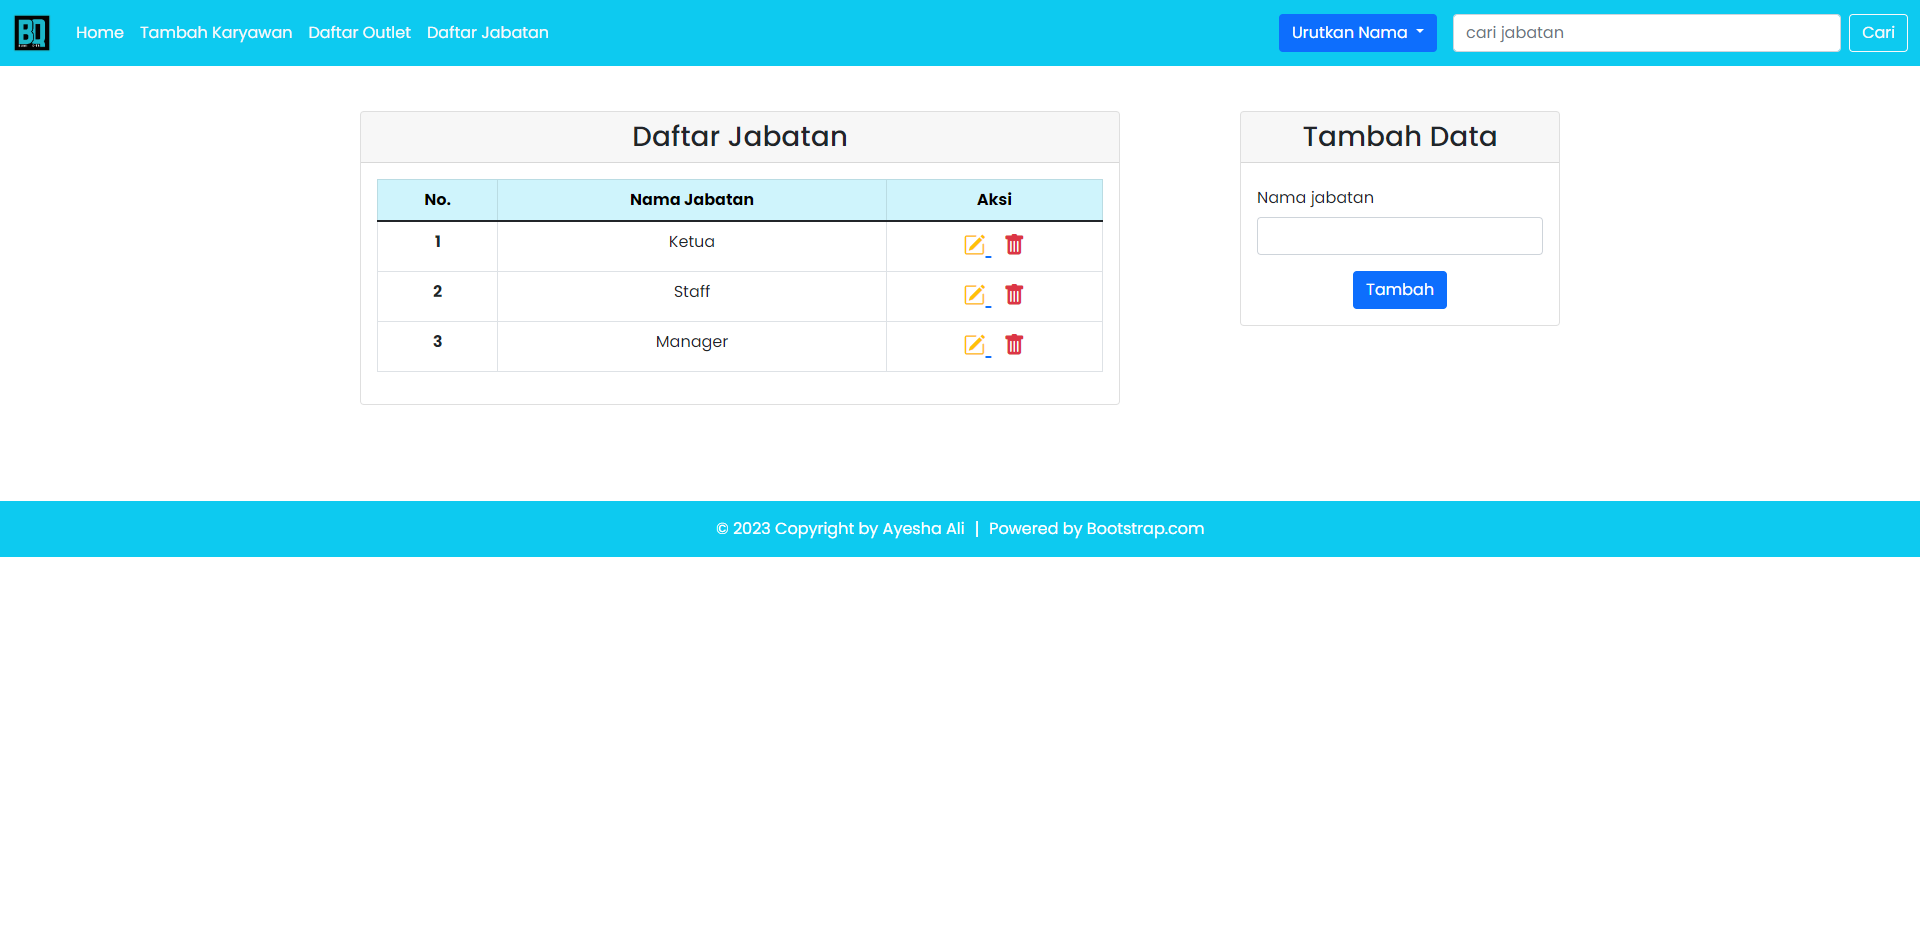 BQ
Home Tambah Karyawan Daftar Outlet Daftar Jabatan Urutkan Nama cari jabatan Cari
Daftar Jabatan
No. Nama Jabatan Aksi
1 Ketua
2 Staff
3 Manager
Tambah Data
Nama jabatan
Tambah
© 2023 Copyright by Ayesha Ali | Powered by Bootstrap.com